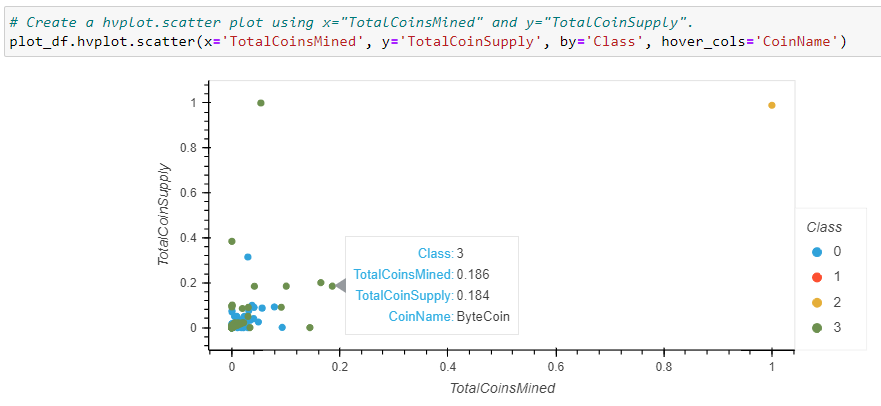 # Create a hvplot.scatter plot using x="TotalCoinsMined" and y="TotalCoinSupply".
plot_df.hvplot.scatter(x='TotalCoinsMined', y='TotalCoinSupply', by='Class', hover_cols='CoinName')
TotalCoinSupply
1
0.8
0.6
0.4
0.2
0
Class: 3
TotalCoinsMined: 0.186
TotalCoinSupply: 0.184
CoinName: ByteCoin
Class
0
1
2
3
0 0.2 0.4 0.6 0.8 1
TotalCoinsMined